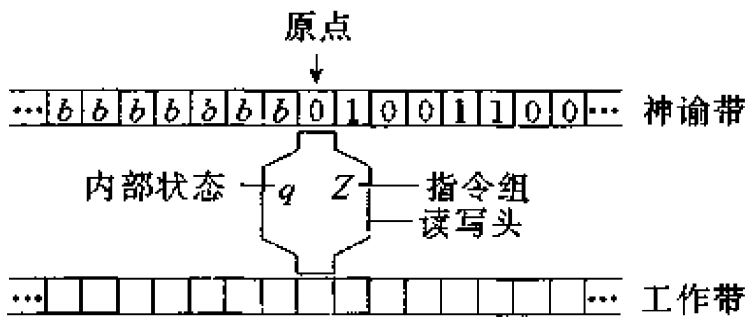 原点
··· b b b b b b b 0 1 0 0 1 1 0 0 ··· 神谕带
内部状态 q Z 指令组
读写头
··· ··· 工作带